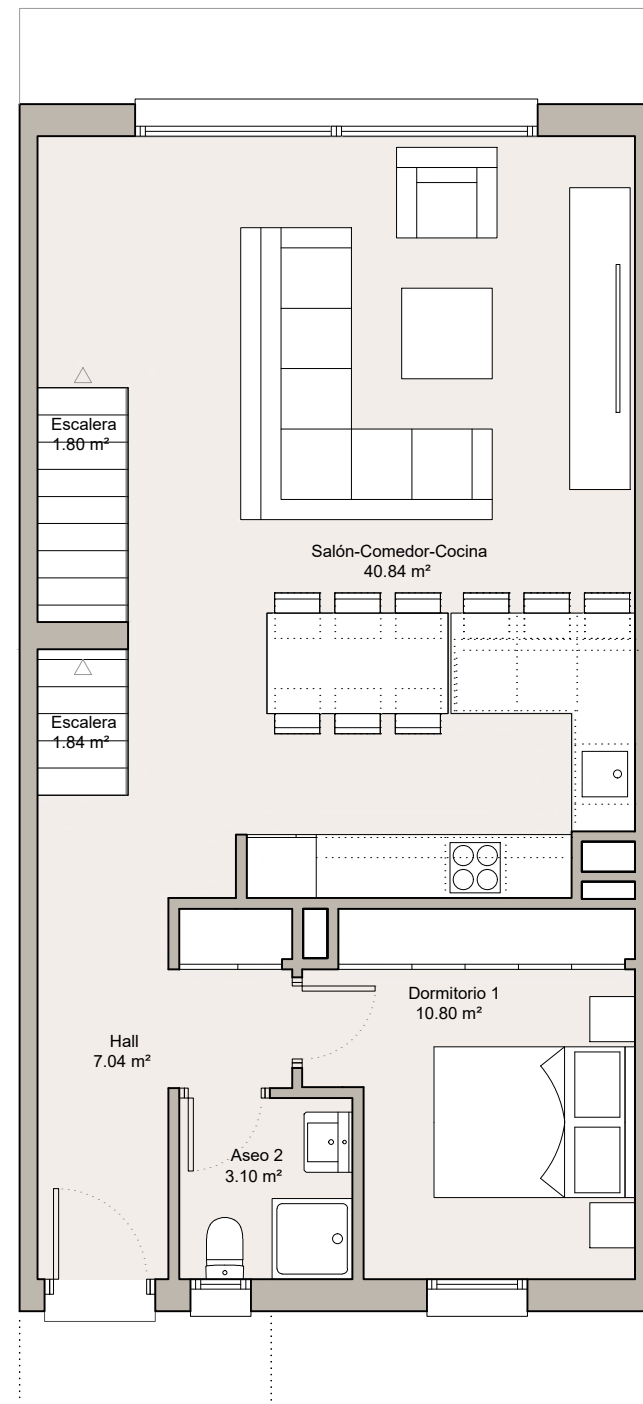 Escalera
1.80 m²
Salón-Comedor-Cocina
40.84 m²
Escalera
1.84 m²
Dormitorio 1
10.80 m²
Hall
7.04 m²
Aseo 2
3.10 m²